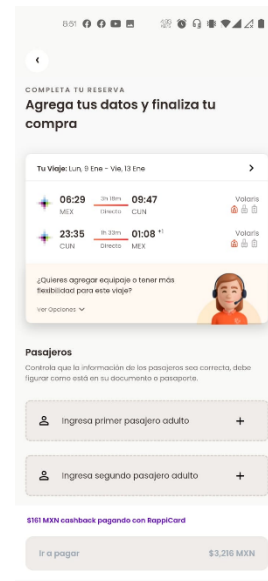 8:51
COMPLETA TU RESERVA
Agrega tus datos y finaliza tu
compra
Tu Viaje: Lun, 9 Ene - Vie, 13 Ene
06:29 09:47 Volaris
MEX Directo CUN
23:35 01:08 +1 Volaris
CUN Directo MEX
¿Quieres agregar equipaje o tener más
flexibilidad para este viaje?
Ver Opciones
Pasajeros
Controla que la información de los pasajeros sea correcta, debe
figurar como está en su documento o pasaporte.
Ingresa primer pasajero adulto +
Ingresa segundo pasajero adulto +
$161 MXN cashback pagando con RappiCard
Ir a pagar $3,216 MXN